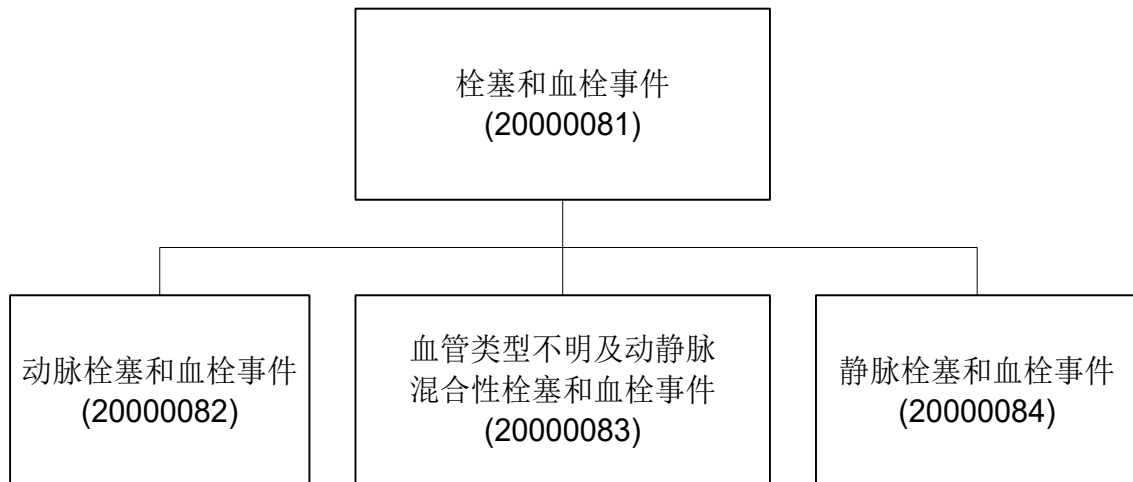 栓塞和血栓事件
(20000081)
动脉栓塞和血栓事件
(20000082)
血管类型不明及动静脉
混合性栓塞和血栓事件
(20000083)
静脉栓塞和血栓事件
(20000084)